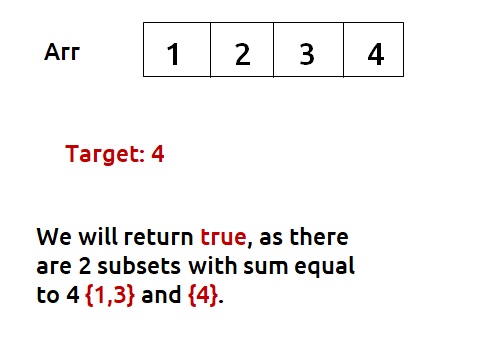 Arr 1 2 3 4
Target: 4
We will return true, as there
are 2 subsets with sum equal
to 4 {1,3} and {4}.